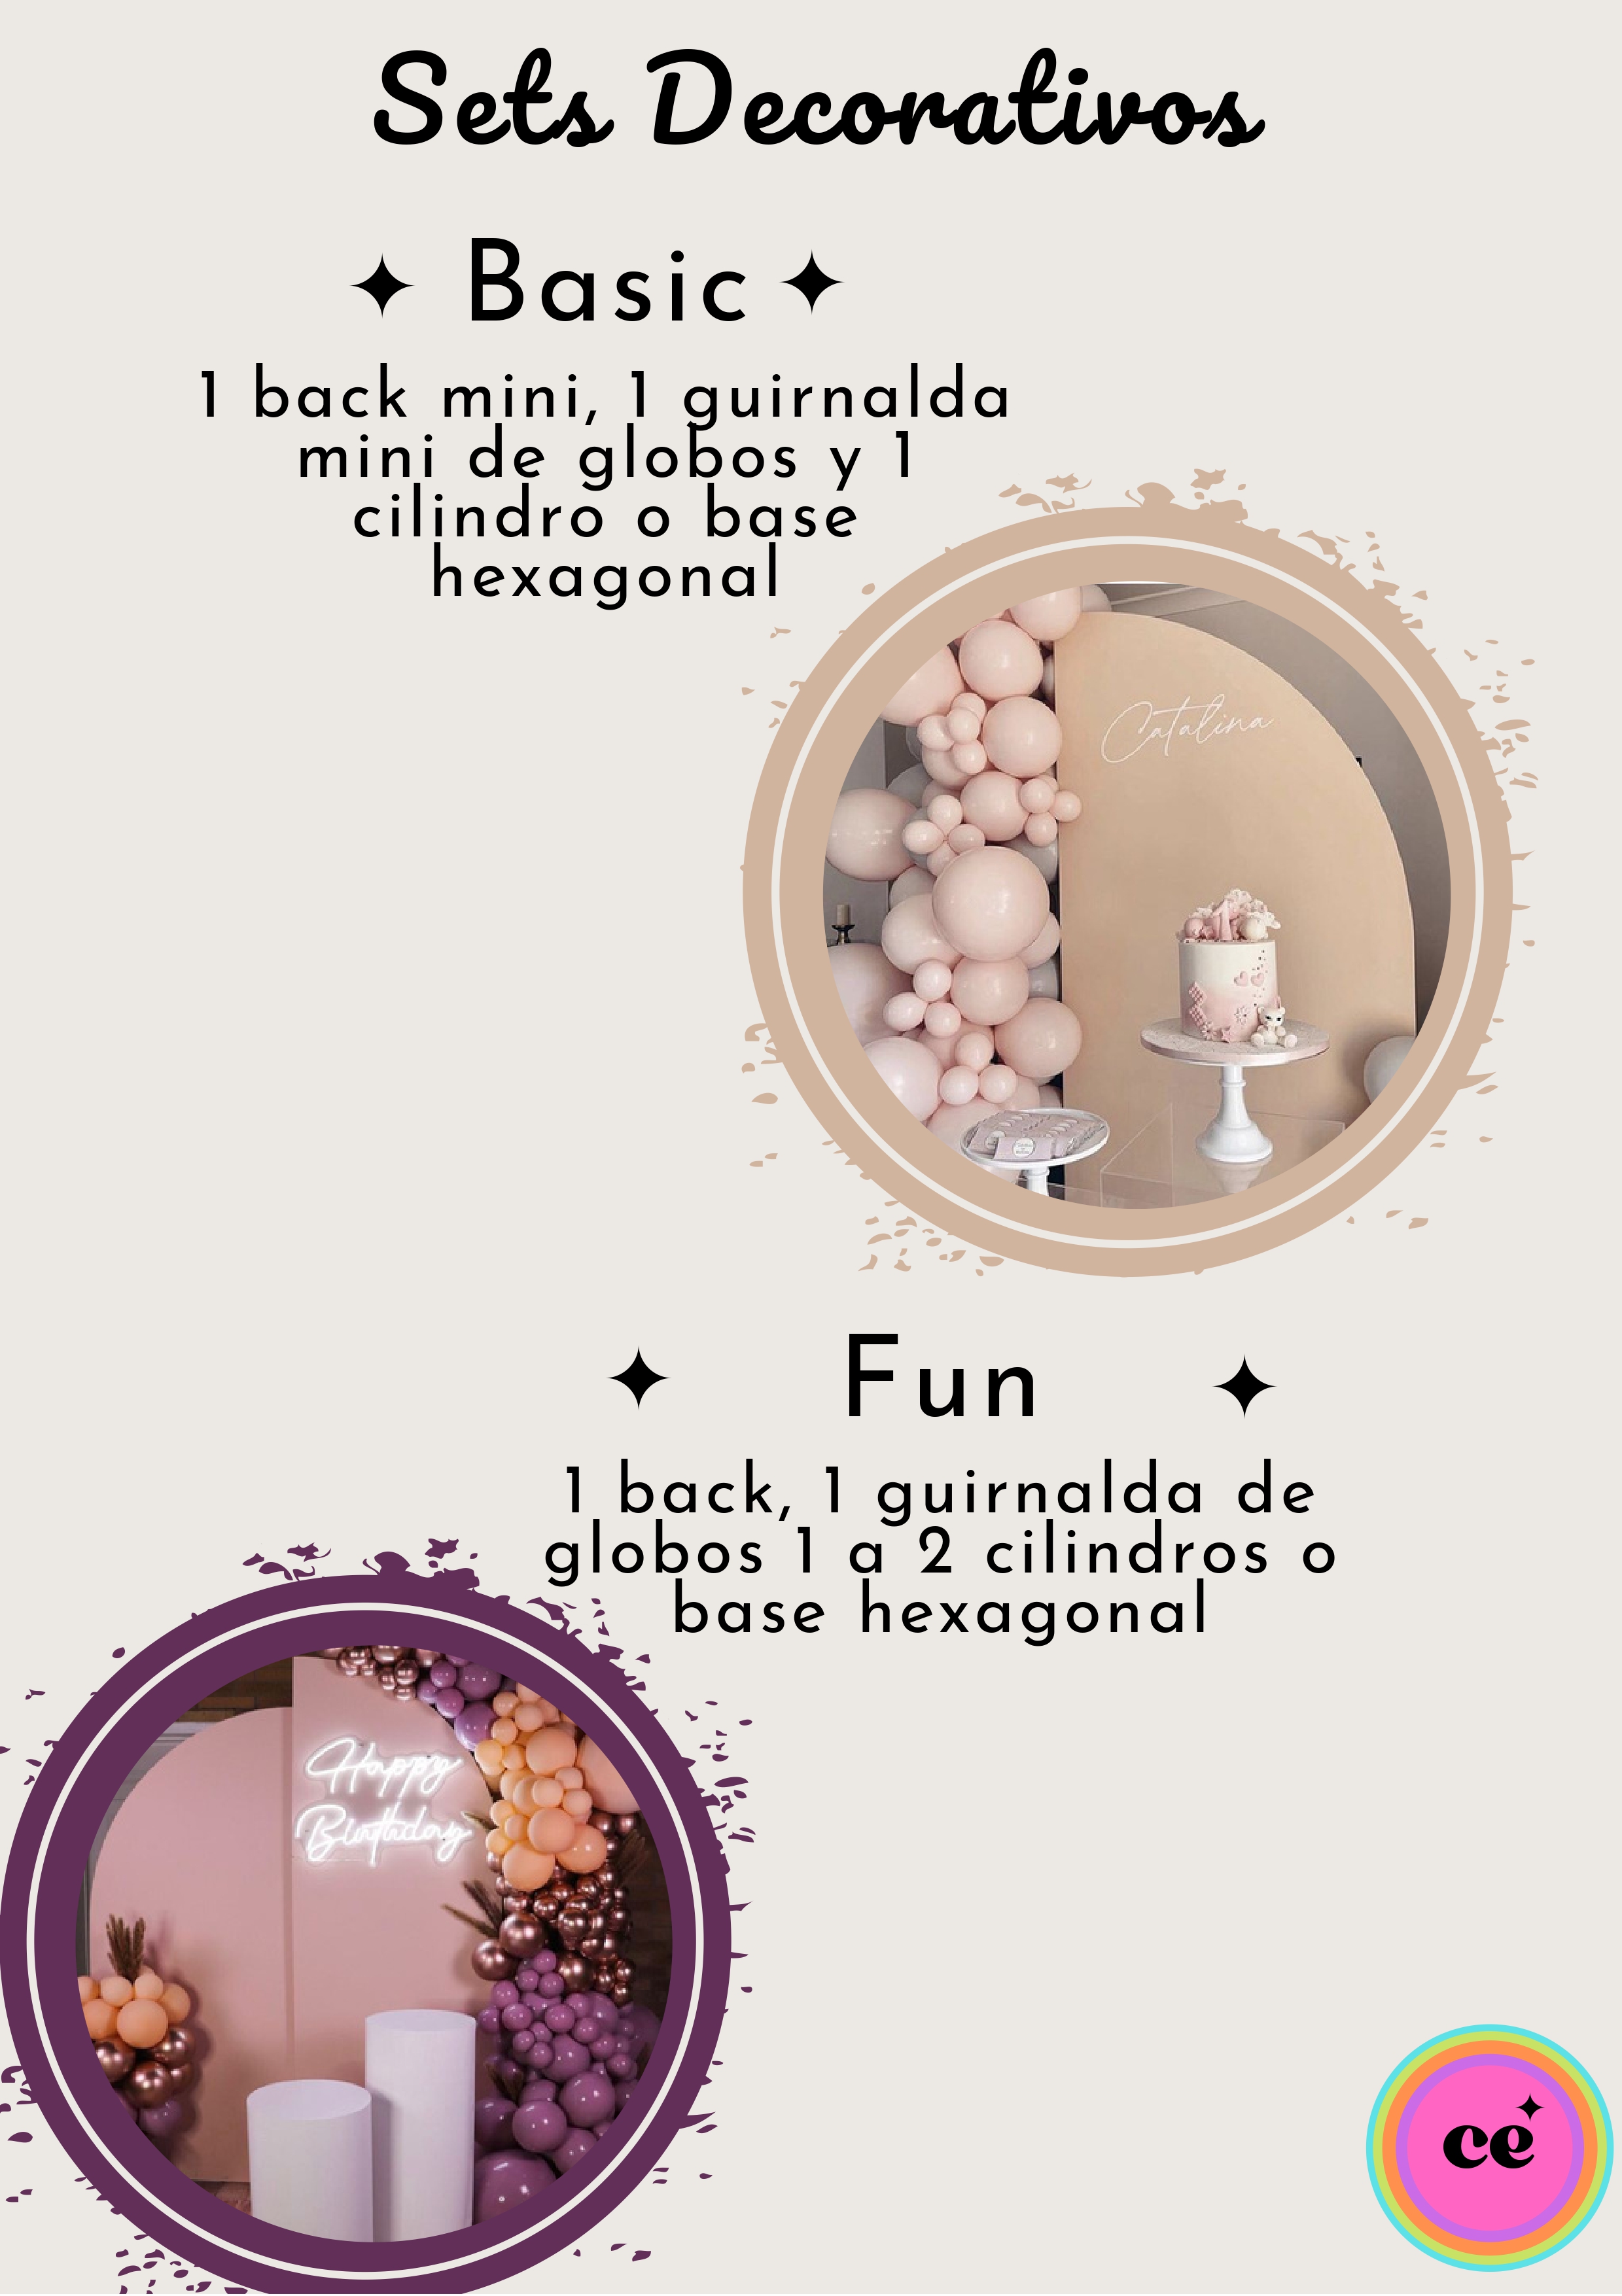 Sets Decorativos
Basic
1 back mini, 1 guirnalda
mini de globos y 1
cilindro o base
hexagonal
Catalina
Fun
1 back, 1 guirnalda de
globos 1 a 2 cilindros o
base hexagonal
Happy
Birthday
ce